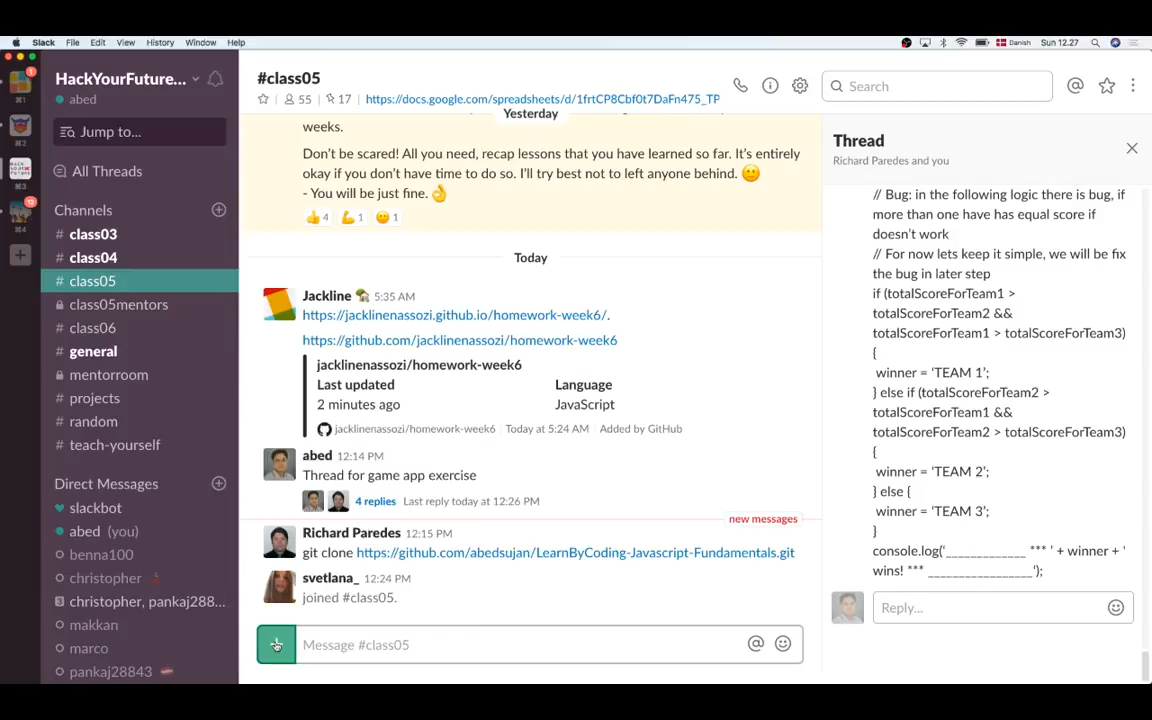 Slack File Edit View History Window Help
Danish Sun 12.27
HackYourFuture...
abed
Jump to...
All Threads
Channels
# class03
# class04
# class05
class05mentors
# class06
# general
mentorroom
# projects
# random
# teach-yourself
Direct Messages
slackbot
abed (you)
benna100
christopher
3 christopher, pankaj288...
makkan
marco
pankaj28843
1
⌘1
⌘2
⌘3
13
⌘4
#class05
55 17 https://docs.google.com/spreadsheets/d/1frtCP8Cbf0t7DaFn475_TP
Search
Yesterday
weeks.
Don’t be scared! All you need, recap lessons that you have learned so far. It’s entirely
okay if you don’t have time to do so. I’ll try best not to left anyone behind. 🙂
- You will be just fine. 👌
👍 4 💪 1 🙂 1
Today
Jackline 🏡 5:35 AM
https://jacklinenassozi.github.io/homework-week6/.
https://github.com/jacklinenassozi/homework-week6
jacklinenassozi/homework-week6
Last updated Language
2 minutes ago JavaScript
jacklinenassozi/homework-week6 Today at 5:24 AM Added by GitHub
abed 12:14 PM
Thread for game app exercise
4 replies Last reply today at 12:26 PM
new messages
Richard Paredes 12:15 PM
git clone https://github.com/abedsujan/LearnByCoding-Javascript-Fundamentals.git
svetlana_ 12:24 PM
joined #class05.
Message #class05
Thread
Richard Paredes and you
// Bug: in the following logic there is bug, if
more than one have has equal score if
doesn’t work
// For now lets keep it simple, we will be fix
the bug in later step
if (totalScoreForTeam1 >
totalScoreForTeam2 &&
totalScoreForTeam1 > totalScoreForTeam3)
{
winner = ‘TEAM 1’;
} else if (totalScoreForTeam2 >
totalScoreForTeam1 &&
totalScoreForTeam2 > totalScoreForTeam3)
{
winner = ‘TEAM 2’;
} else {
winner = ‘TEAM 3’;
}
console.log(‘_____________ *** ’ + winner + ‘
wins! *** _________________‘);
Reply...